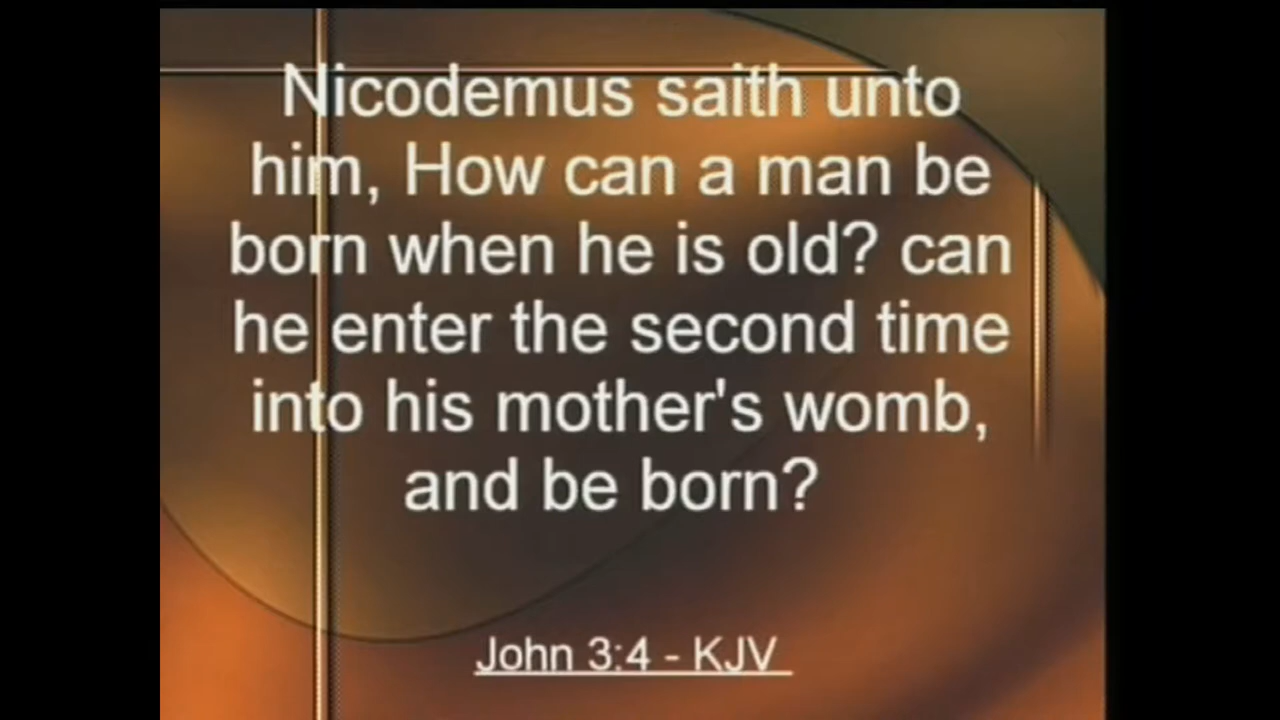 Nicodemus saith unto
him, How can a man be
born when he is old? can
he enter the second time
into his mother's womb,
and be born?
John 3:4 - KJV